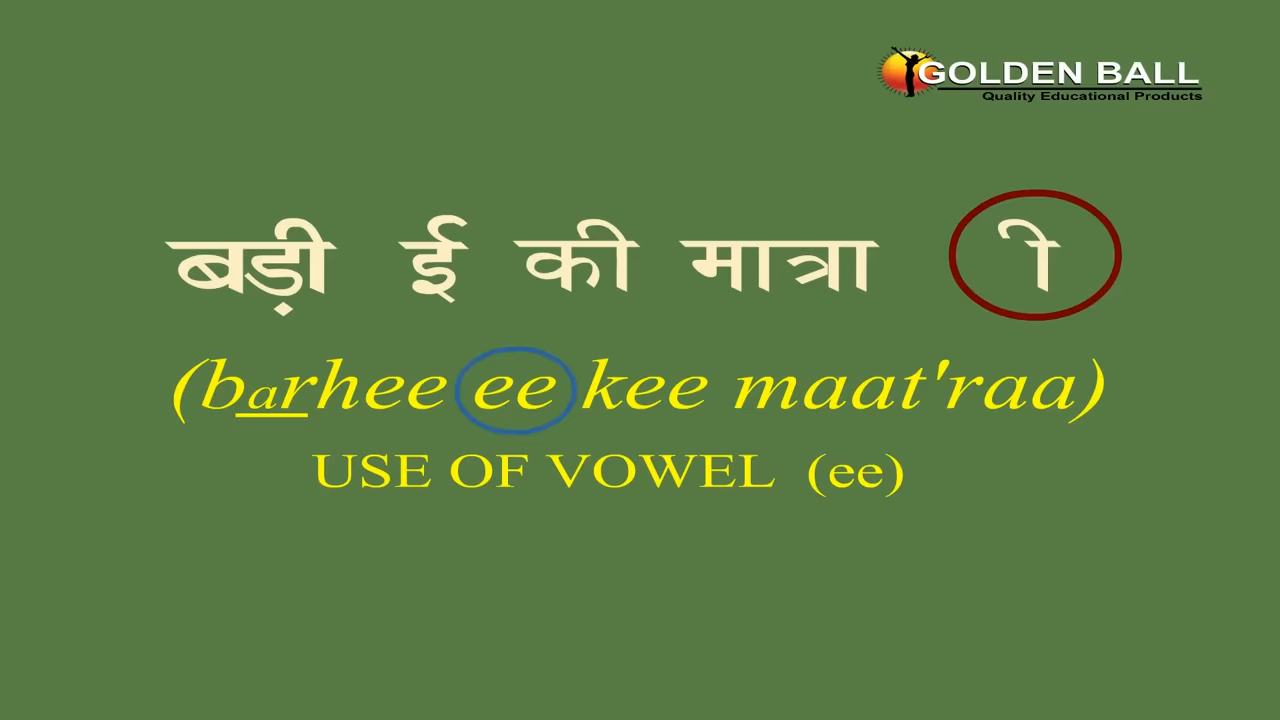 GOLDEN BALL
Quality Educational Products
बड़ी ई की मात्रा ी
(barhee ee kee maat'raa)
USE OF VOWEL (ee)